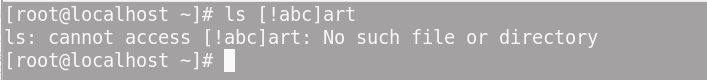 [root@localhost ~]# ls [!abc]art
ls: cannot access [!abc]art: No such file or directory
[root@localhost ~]#